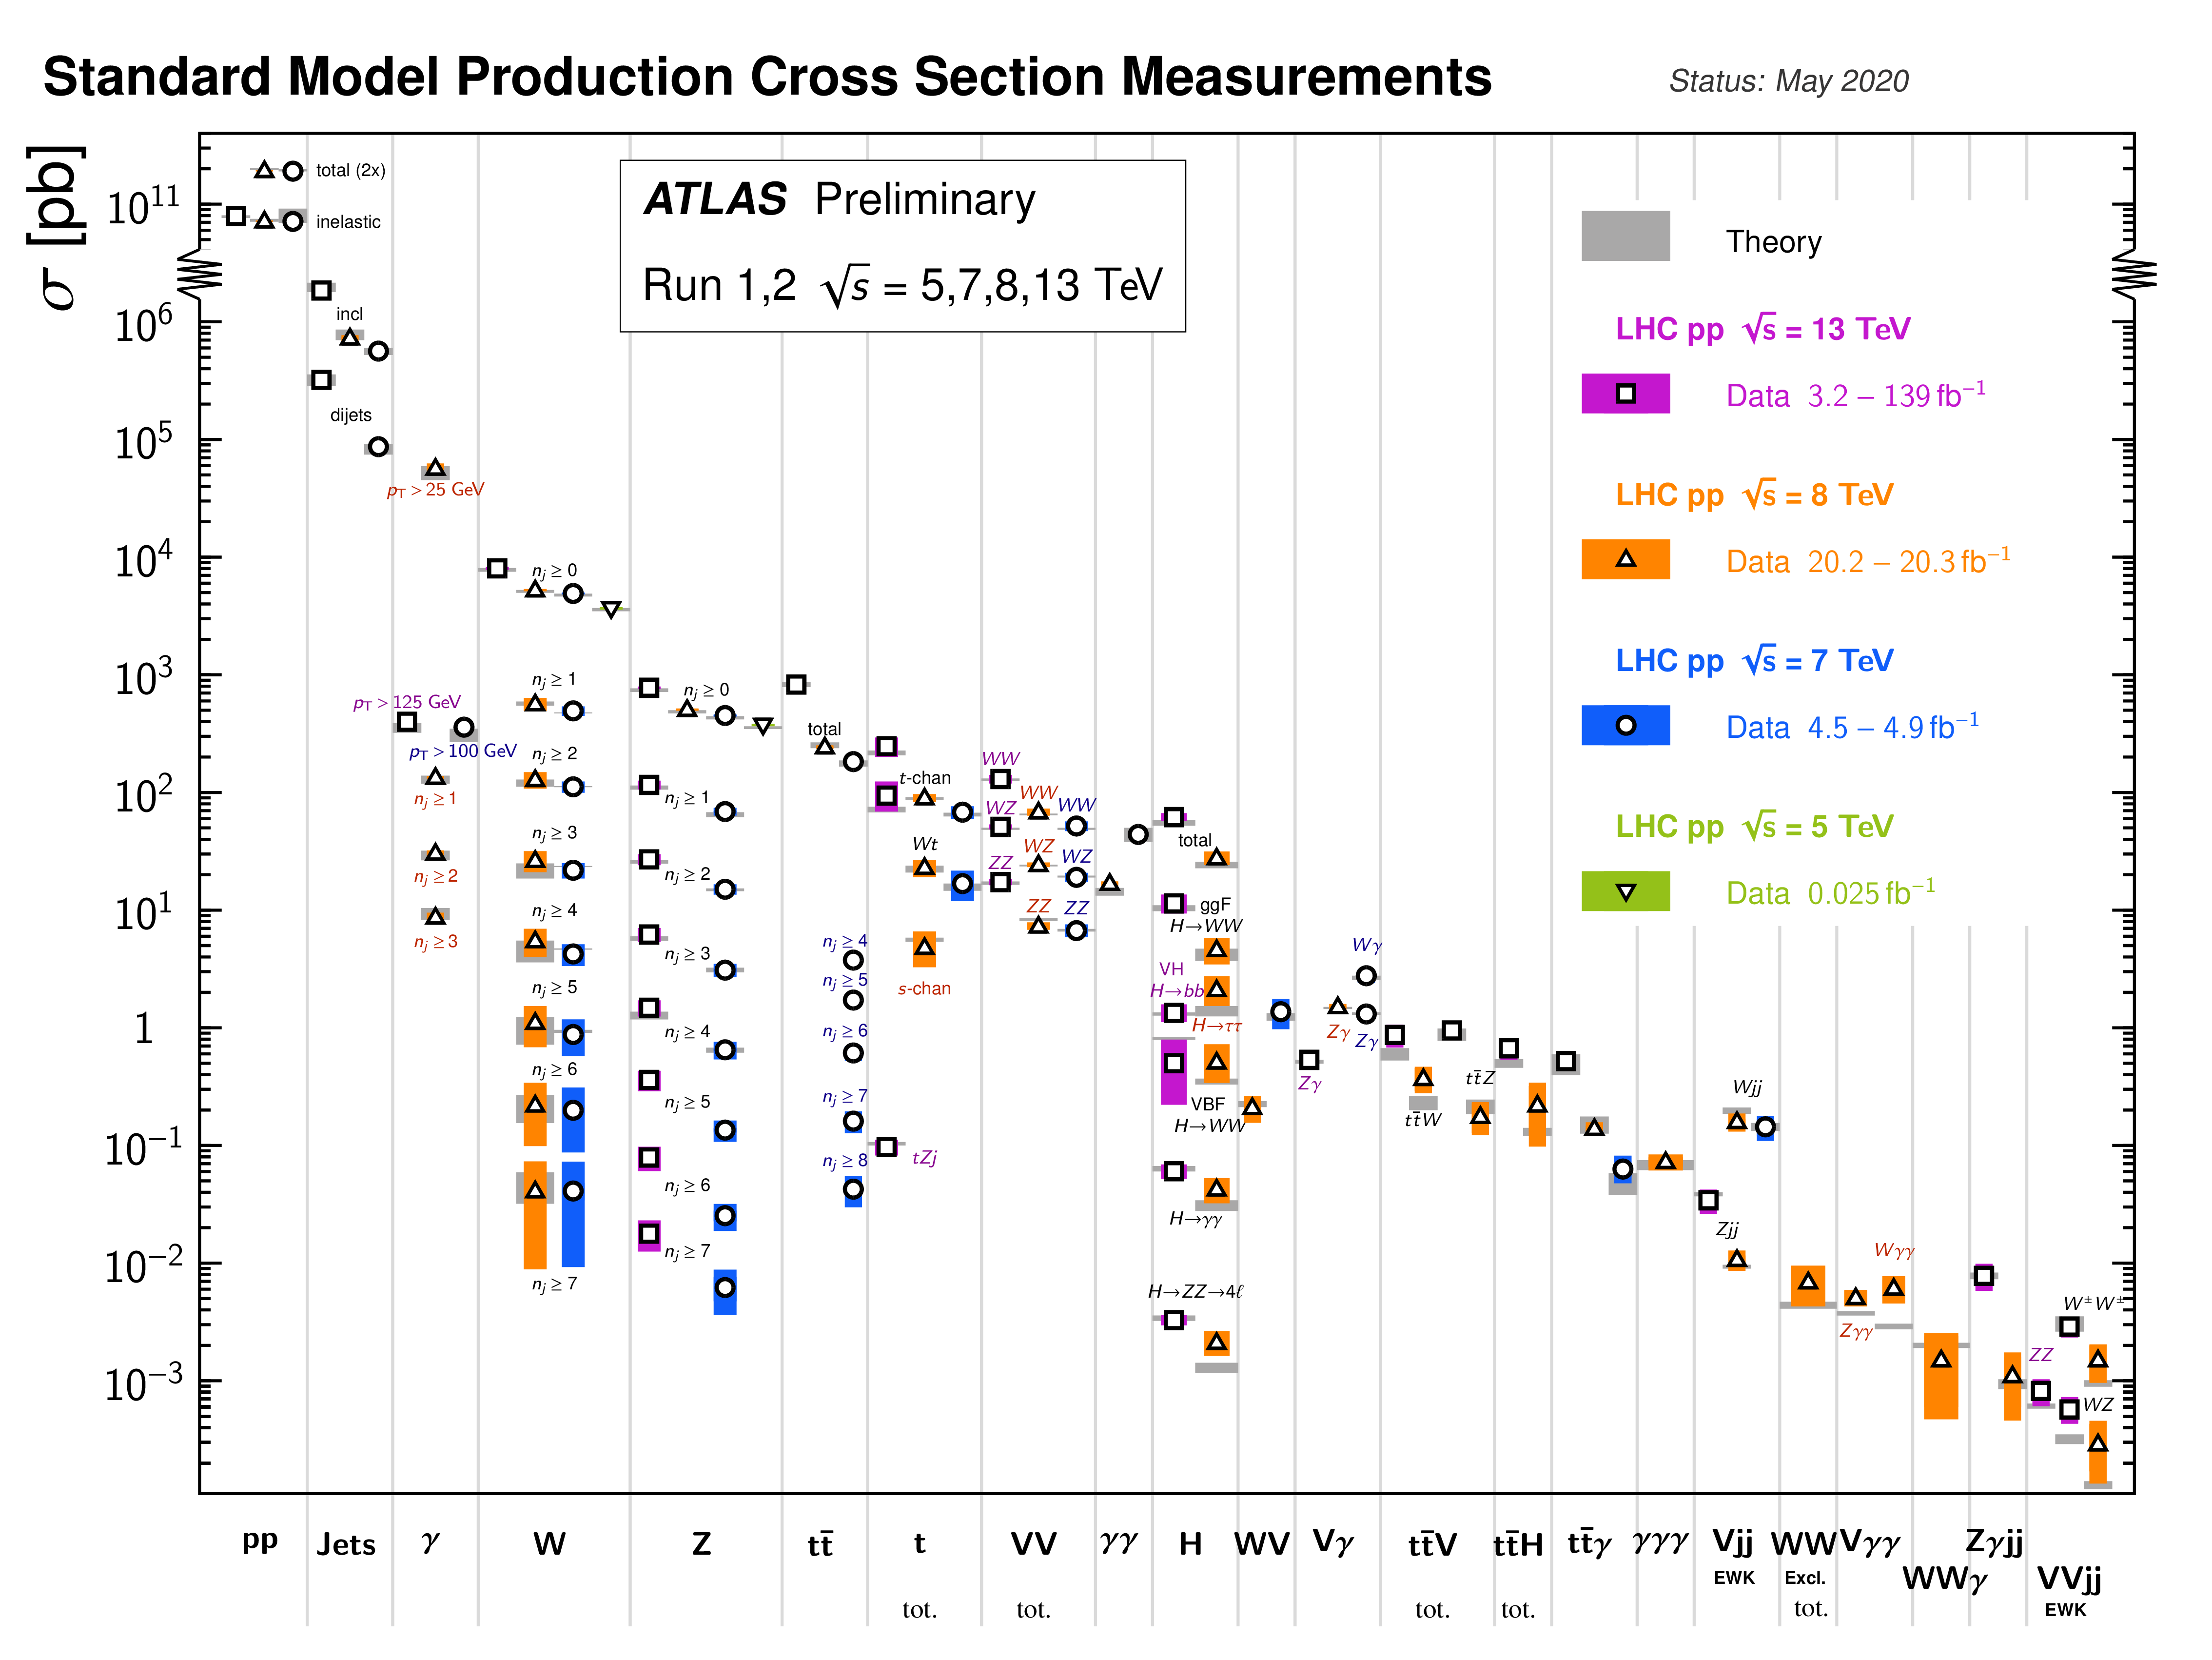 Standard Model Production Cross Section Measurements
Status: May 2020
σ [pb]
10¹¹
10⁶
10⁵
10⁴
10³
10²
10¹
1
10⁻¹
10⁻²
10⁻³
ATLAS Preliminary
Run 1,2 √s = 5,7,8,13 TeV
Theory
LHC pp √s = 13 TeV
Data 3.2 – 139 fb⁻¹
LHC pp √s = 8 TeV
Data 20.2 – 20.3 fb⁻¹
LHC pp √s = 7 TeV
Data 4.5 – 4.9 fb⁻¹
LHC pp √s = 5 TeV
Data 0.025 fb⁻¹
total (2x)
inelastic
incl
dijets
pT > 25 GeV
pT > 125 GeV
pT > 100 GeV
nj ≥ 1
nj ≥ 2
nj ≥ 3
nj ≥ 0
nj ≥ 1
nj ≥ 2
nj ≥ 3
nj ≥ 4
nj ≥ 5
nj ≥ 6
nj ≥ 7
nj ≥ 0
nj ≥ 1
nj ≥ 2
nj ≥ 3
nj ≥ 4
nj ≥ 5
nj ≥ 6
nj ≥ 7
total
nj ≥ 4
nj ≥ 5
nj ≥ 6
nj ≥ 7
nj ≥ 8
t-chan
Wt
s-chan
tZj
WW
WZ
ZZ
WW
WZ
ZZ
WW
WZ
ZZ
total
ggF
H→WW
VH
H→bb
H→ττ
VBF
H→WW
H→γγ
H→ZZ→4ℓ
Zγ
Zγ
Wγ
Zγ
tt̄W
tt̄Z
Wjj
Zjj
Zγγ
Wγγ
ZZ
W±W±
WZ
pp
Jets
γ
W
Z
tt̄
t
tot.
VV
tot.
γγ
H
WV
Vγ
tt̄V
tot.
tt̄H
tot.
tt̄γ
γγγ
Vjj
EWK
WW
Excl.
tot.
Vγγ
WWγ
Zγjj
VVjj
EWK